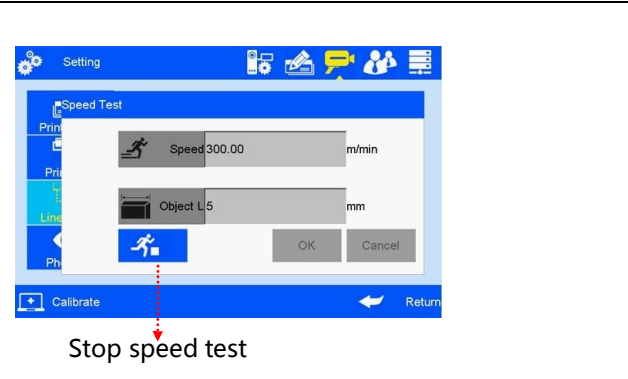 Setting
Speed Test
Print
Speed 300.00 m/min
Pri
Object L 5 mm
Line
OK Cancel
Ph
Calibrate Return
Stop speed test